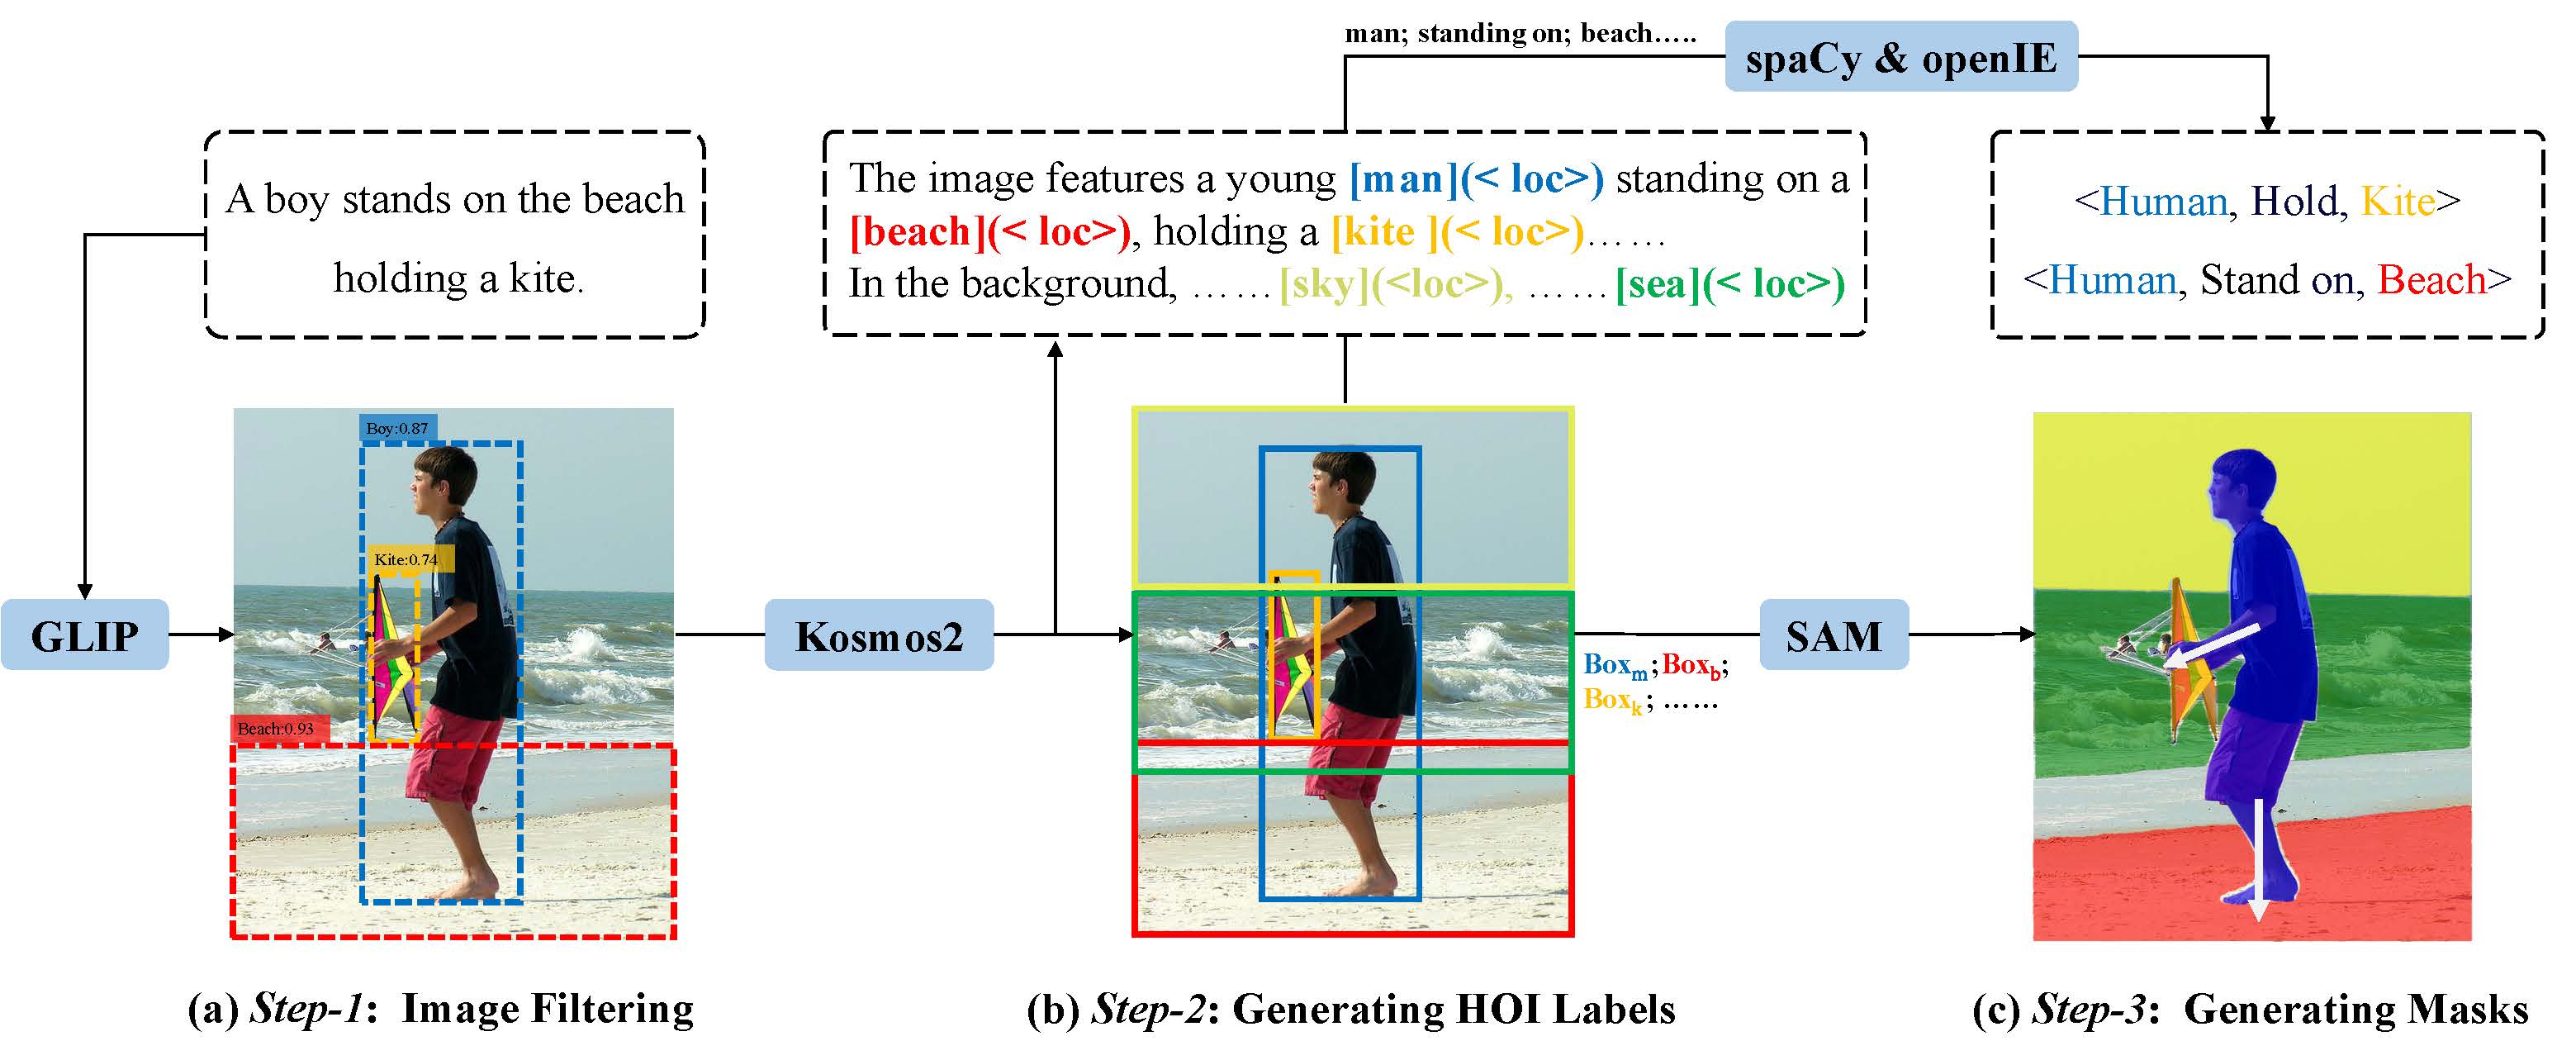 man; standing on; beach…..
spaCy & openIE
A boy stands on the beach
holding a kite.
The image features a young [man](< loc>) standing on a
[beach](< loc>), holding a [kite ](< loc>)……
In the background, ……[sky](<loc>), ……[sea](< loc>)
<Human, Hold, Kite>
<Human, Stand on, Beach>
Boy:0.87
Kite:0.74
Beach:0.93
GLIP
Kosmos2
Boxm;Boxb;
Boxk; ……
SAM
(a) Step-1: Image Filtering
(b) Step-2: Generating HOI Labels
(c) Step-3: Generating Masks